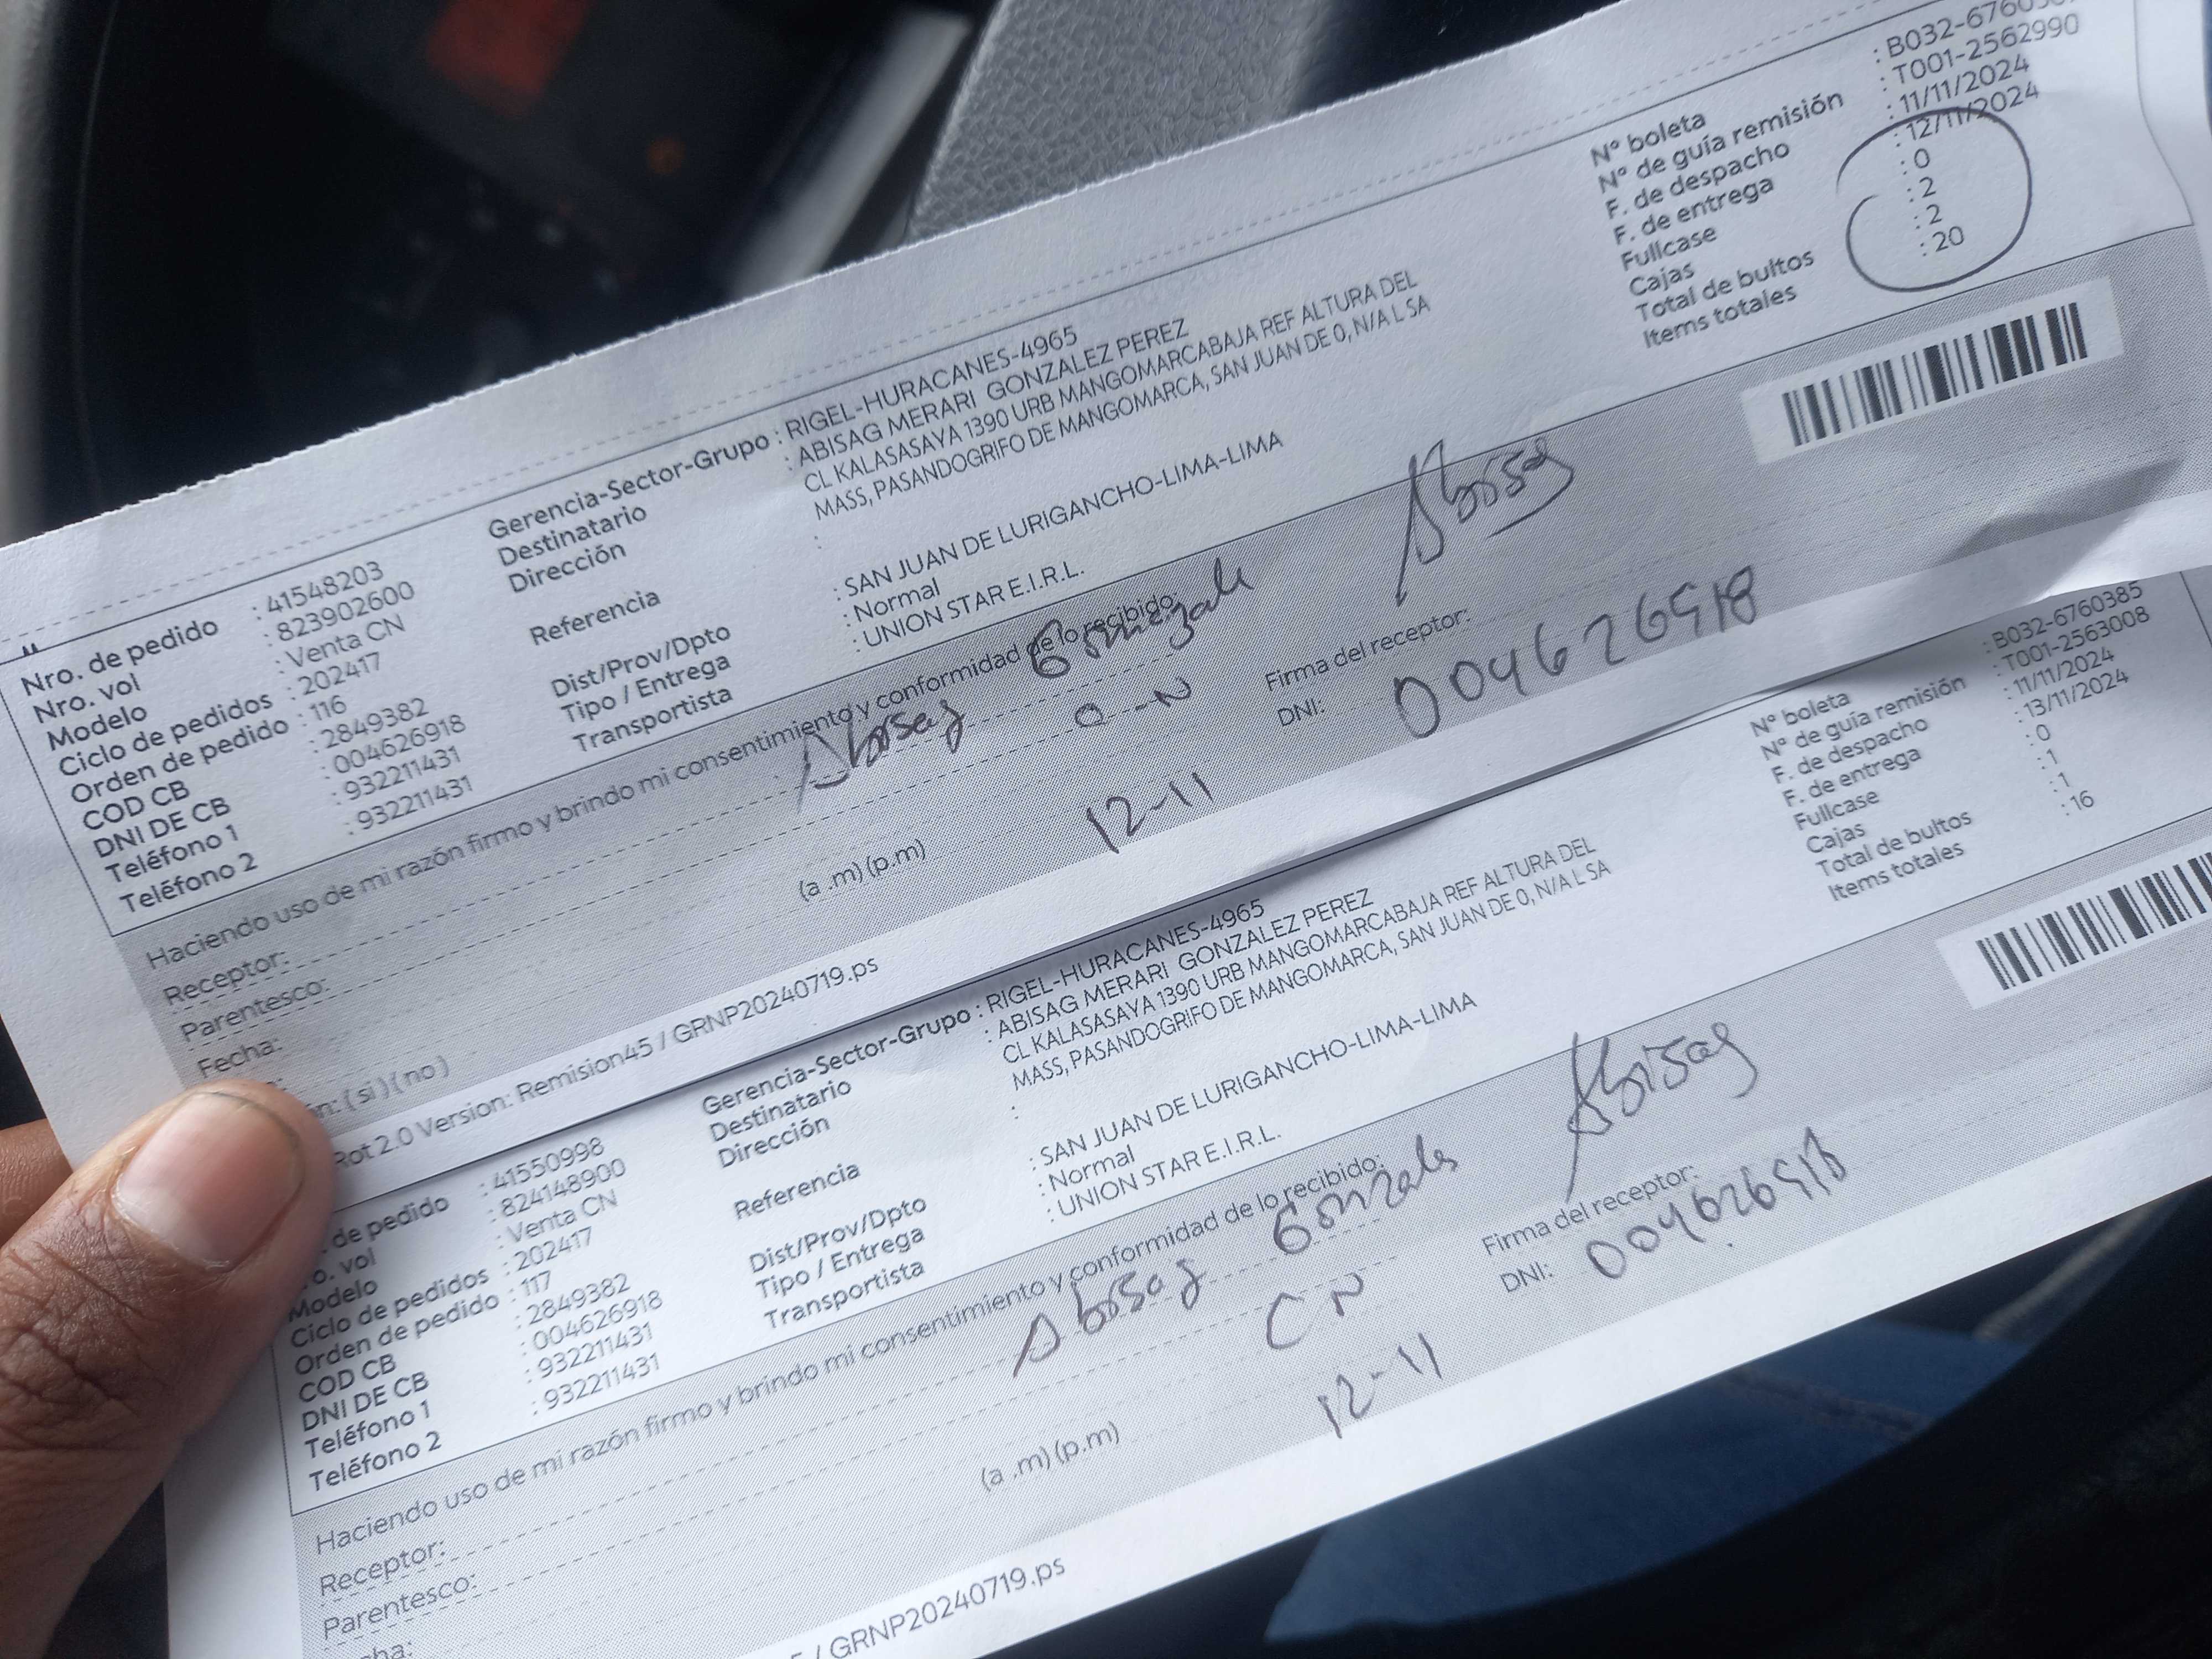 Nro. de pedido : 41548203
Nro. vol : 823902600
Modelo : Venta CN
Ciclo de pedidos : 202417
Orden de pedido : 116
COD CB : 2849382
DNI DE CB : 004626918
Teléfono 1 : 932211431
Teléfono 2 : 932211431
Gerencia-Sector-Grupo : RIGEL-HURACANES-4965
Destinatario : ABISAG MERARI GONZALEZ PEREZ
Dirección CL KALASASAYA 1390 URB MANGOMARCABAJA REF ALTURA DEL
MASS, PASANDOGRIFO DE MANGOMARCA, SAN JUAN DE 0, N/A L SA
Referencia :
Dist/Prov/Dpto : SAN JUAN DE LURIGANCHO-LIMA-LIMA
Tipo / Entrega : Normal
Transportista : UNION STAR E.I.R.L.
N° boleta : B032-6760
N° de guía remisión : T001-2562990
F. de despacho : 11/11/2024
F. de entrega : 12/11/2024
Fullcase : 0
Cajas : 2
Total de bultos : 2
Items totales : 20
Haciendo uso de mi razón firmo y brindo mi consentimiento y conformidad de lo recibido:
Receptor: Abisag Gonzale
Parentesco: N
Fecha: (a .m) (p.m) 12-11
Firma del receptor: Abisag
DNI: 004626918
n: ( si ) ( no )
Rot 2.0 Version: Remision45 / GRNP20240719.ps
. de pedido : 41550998
o. vol : 824148900
Modelo : Venta CN
Ciclo de pedidos : 202417
Orden de pedido : 117
COD CB : 2849382
DNI DE CB : 004626918
Teléfono 1 : 932211431
Teléfono 2 : 932211431
Gerencia-Sector-Grupo : RIGEL-HURACANES-4965
Destinatario : ABISAG MERARI GONZALEZ PEREZ
Dirección CL KALASASAYA 1390 URB MANGOMARCABAJA REF ALTURA DEL
MASS, PASANDOGRIFO DE MANGOMARCA, SAN JUAN DE 0, N/A L SA
Referencia :
Dist/Prov/Dpto : SAN JUAN DE LURIGANCHO-LIMA-LIMA
Tipo / Entrega : Normal
Transportista : UNION STAR E.I.R.L.
N° boleta : B032-6760385
N° de guía remisión : T001-2563008
F. de despacho : 11/11/2024
F. de entrega : 13/11/2024
Fullcase : 0
Cajas : 1
Total de bultos : 1
Items totales : 16
Haciendo uso de mi razón firmo y brindo mi consentimiento y conformidad de lo recibido:
Receptor: Abisag Gonzales
Parentesco: CN
cha: (a .m) (p.m) 12-11
Firma del receptor: Abisag
DNI: 004626918
/ GRNP20240719.ps